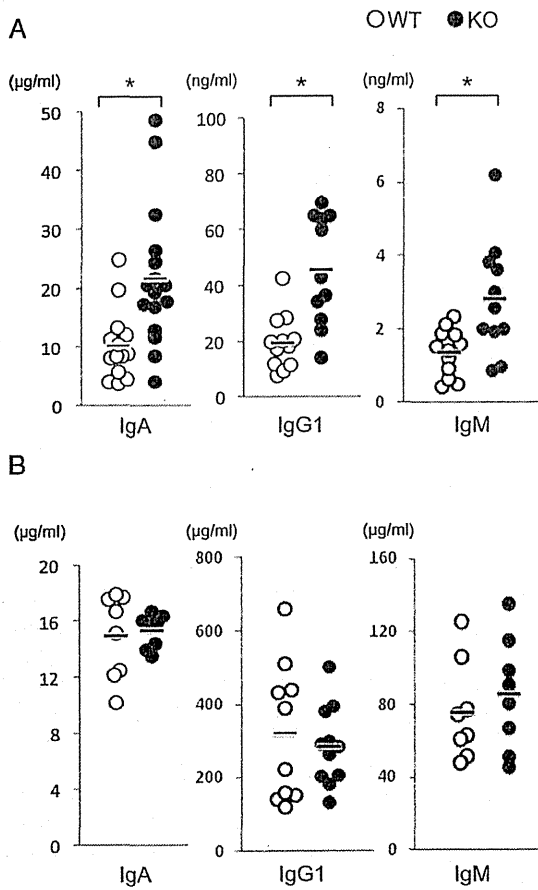 A
○WT ●KO
(µg/ml) (ng/ml) (ng/ml)
* * *
50 100 8
40 80 6
30 60 4
20 40 2
10 20 0
0 0
IgA IgG1 IgM
B
(µg/ml) (µg/ml) (µg/ml)
20 800 160
16 600 120
12 400 80
8 200 40
4 0 0
0
IgA IgG1 IgM